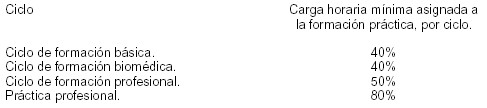 Ciclo Carga horaria mínima asignada a
la formación práctica, por ciclo.
Ciclo de formación básica. 40%
Ciclo de formación biomédica. 40%
Ciclo de formación profesional. 50%
Práctica profesional. 80%